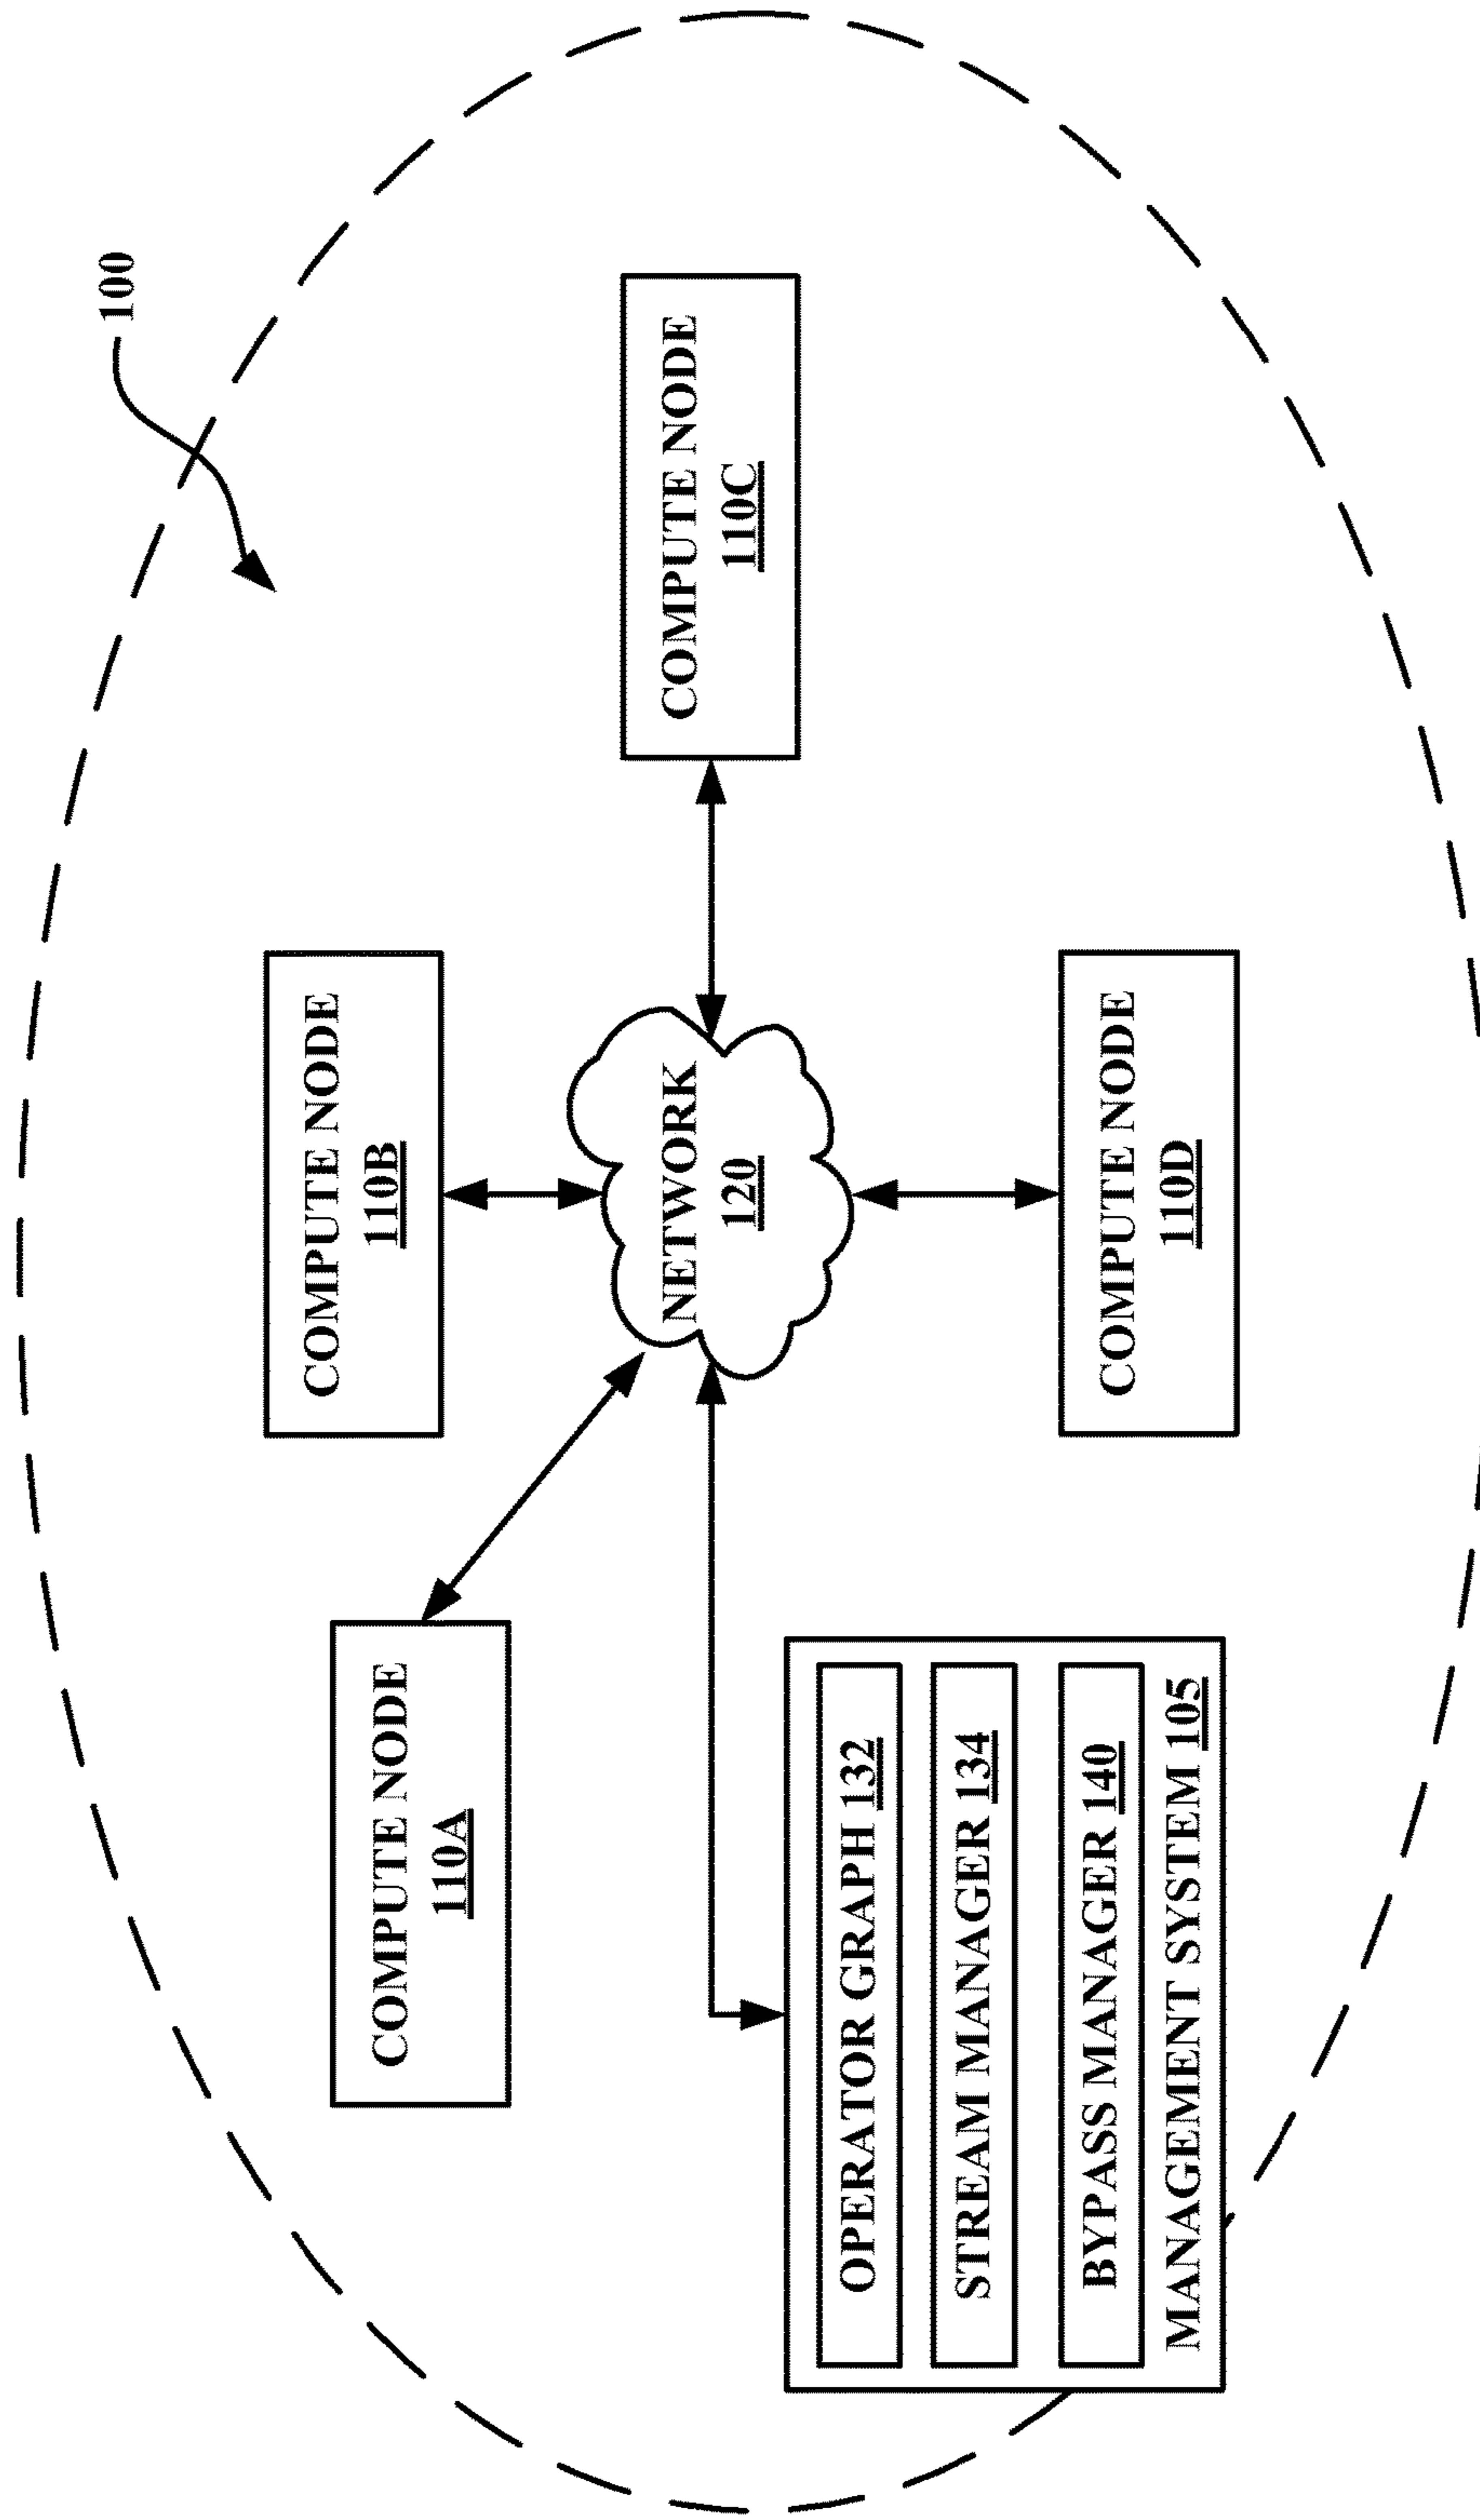 100
COMPUTE NODE
110B
COMPUTE NODE
110A
COMPUTE NODE
110C
NETWORK
120
OPERATOR GRAPH 132
STREAM MANAGER 134
BYPASS MANAGER 140
MANAGEMENT SYSTEM 105
COMPUTE NODE
110D